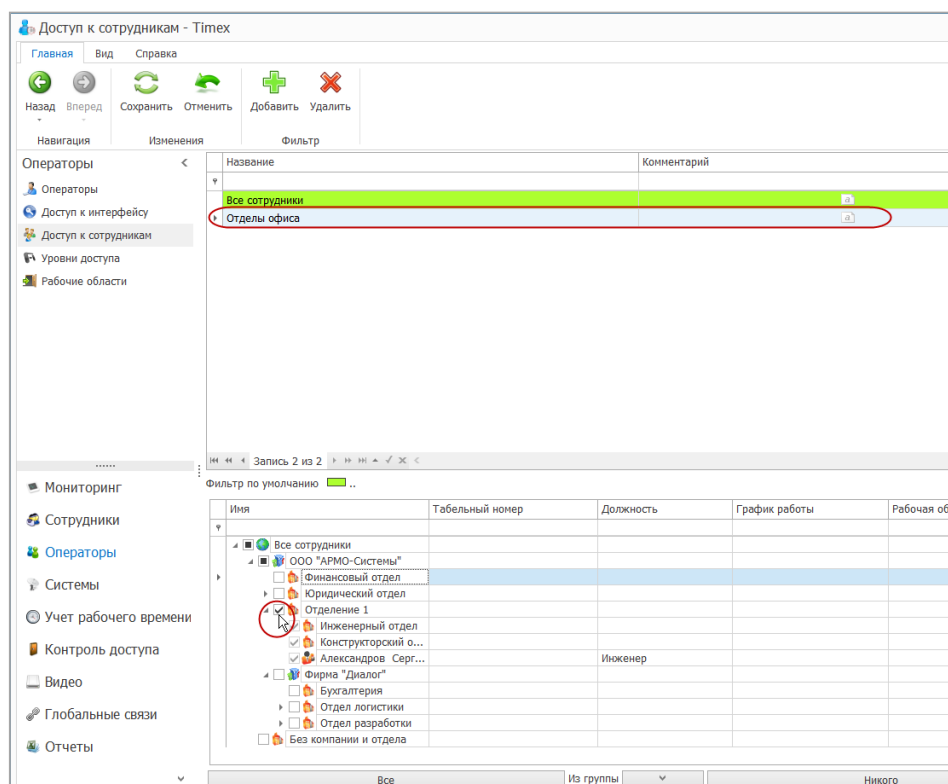 Доступ к сотрудникам - Timex
Главная Вид Справка
Назад Вперед Сохранить Отменить Добавить Удалить
Навигация Изменения Фильтр
Операторы
Операторы
Доступ к интерфейсу
Доступ к сотрудникам
Уровни доступа
Рабочие области
Название Комментарий
Все сотрудники
Отделы офиса
Запись 2 из 2
Фильтр по умолчанию ..
Мониторинг
Сотрудники
Операторы
Системы
Учет рабочего времени
Контроль доступа
Видео
Глобальные связи
Отчеты
Имя Табельный номер Должность График работы Рабочая об
Все сотрудники
ООО "АРМО-Системы"
Финансовый отдел
Юридический отдел
Отделение 1
Инженерный отдел
Конструкторский о...
Александров Серг... Инженер
Фирма "Диалог"
Бухгалтерия
Отдел логистики
Отдел разработки
Без компании и отдела
Все Из группы Никого